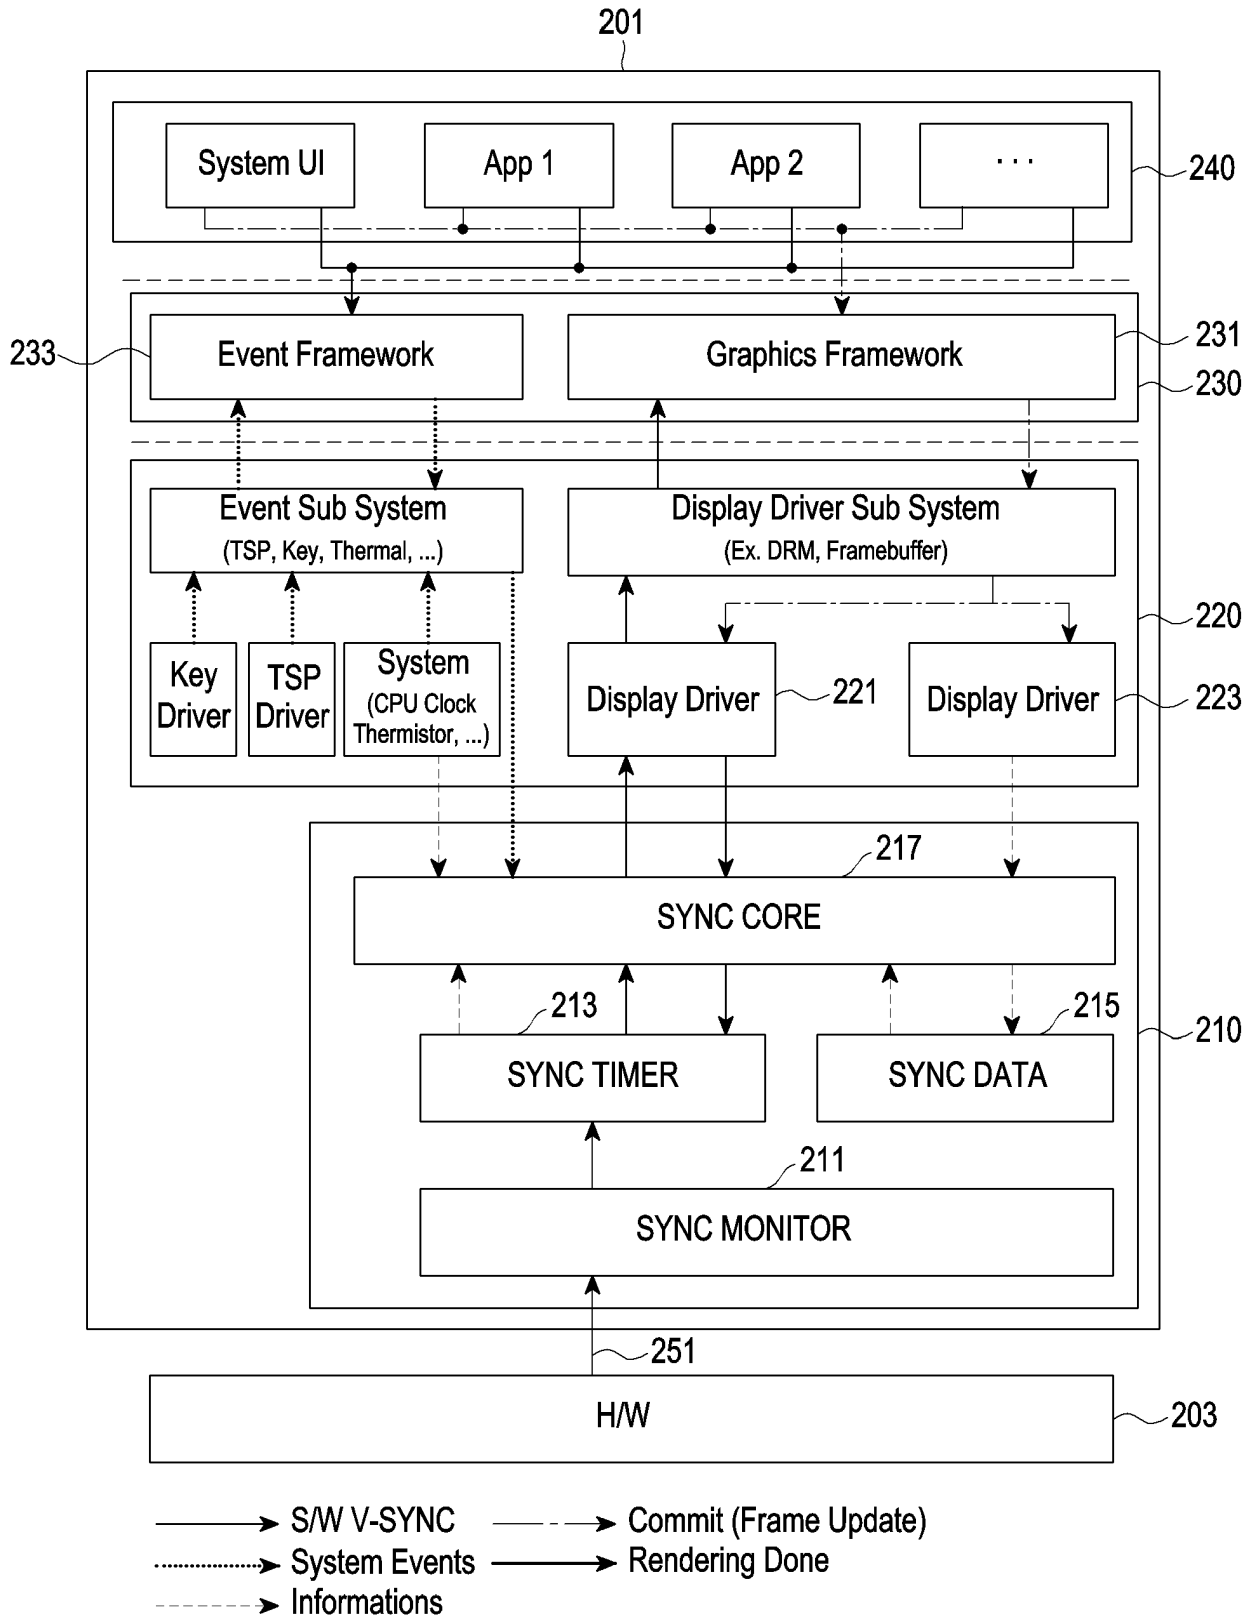 201
System UI
App 1
App 2
...
240
233
Event Framework
Graphics Framework
231
230
Event Sub System
(TSP, Key, Thermal, ...)
Display Driver Sub System
(Ex. DRM, Framebuffer)
220
Key
Driver
TSP
Driver
System
(CPU Clock
Thermistor, ...)
Display Driver
221
Display Driver
223
217
SYNC CORE
213
215
210
SYNC TIMER
SYNC DATA
211
SYNC MONITOR
251
H/W
203
S/W V-SYNC
Commit (Frame Update)
System Events
Rendering Done
Informations